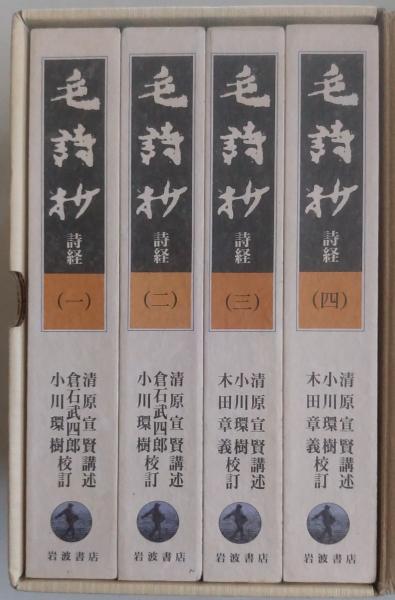 毛詩抄
詩経
(一)
清原宣賢講述
倉石武四郎
小川環樹校訂
岩波書店
毛詩抄
詩経
(二)
清原宣賢講述
倉石武四郎
小川環樹校訂
岩波書店
毛詩抄
詩経
(三)
清原宣賢講述
小川環樹
木田章義校訂
岩波書店
毛詩抄
詩経
(四)
清原宣賢講述
小川環樹
木田章義校訂
岩波書店